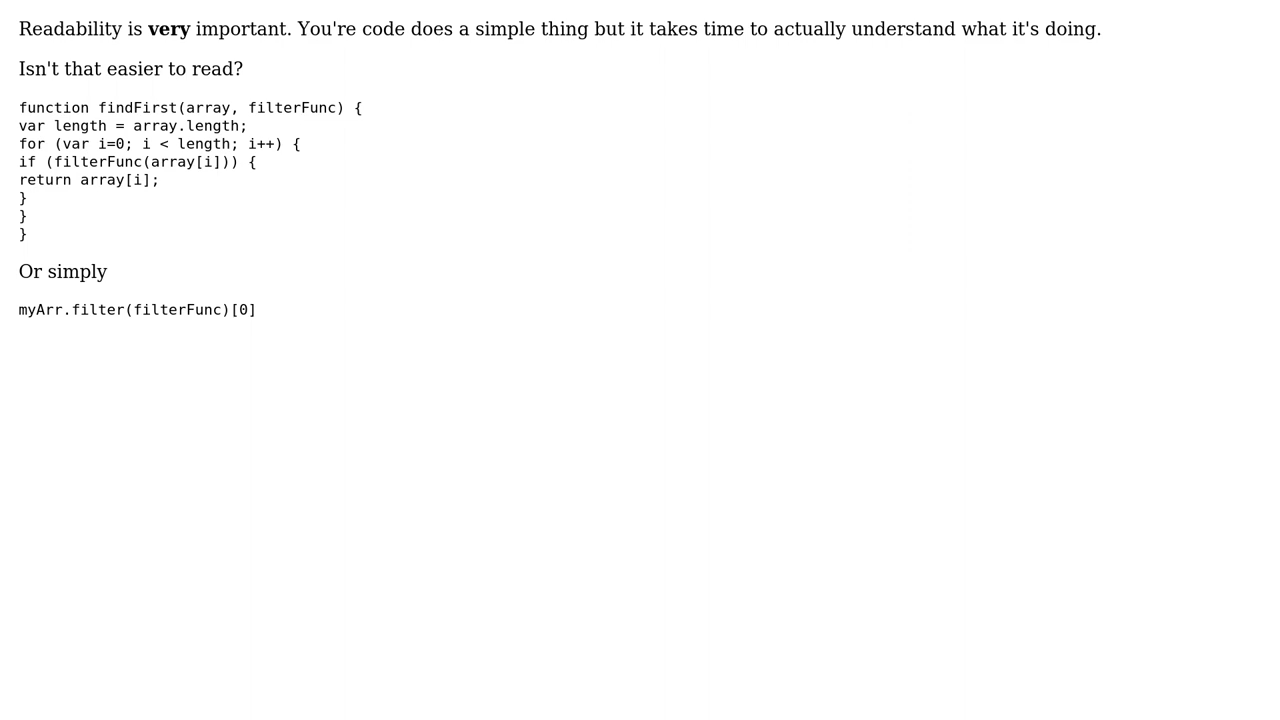 Readability is very important. You're code does a simple thing but it takes time to actually understand what it's doing.
Isn't that easier to read?
function findFirst(array, filterFunc) {
var length = array.length;
for (var i=0; i < length; i++) {
if (filterFunc(array[i])) {
return array[i];
}
}
}
Or simply
myArr.filter(filterFunc)[0]